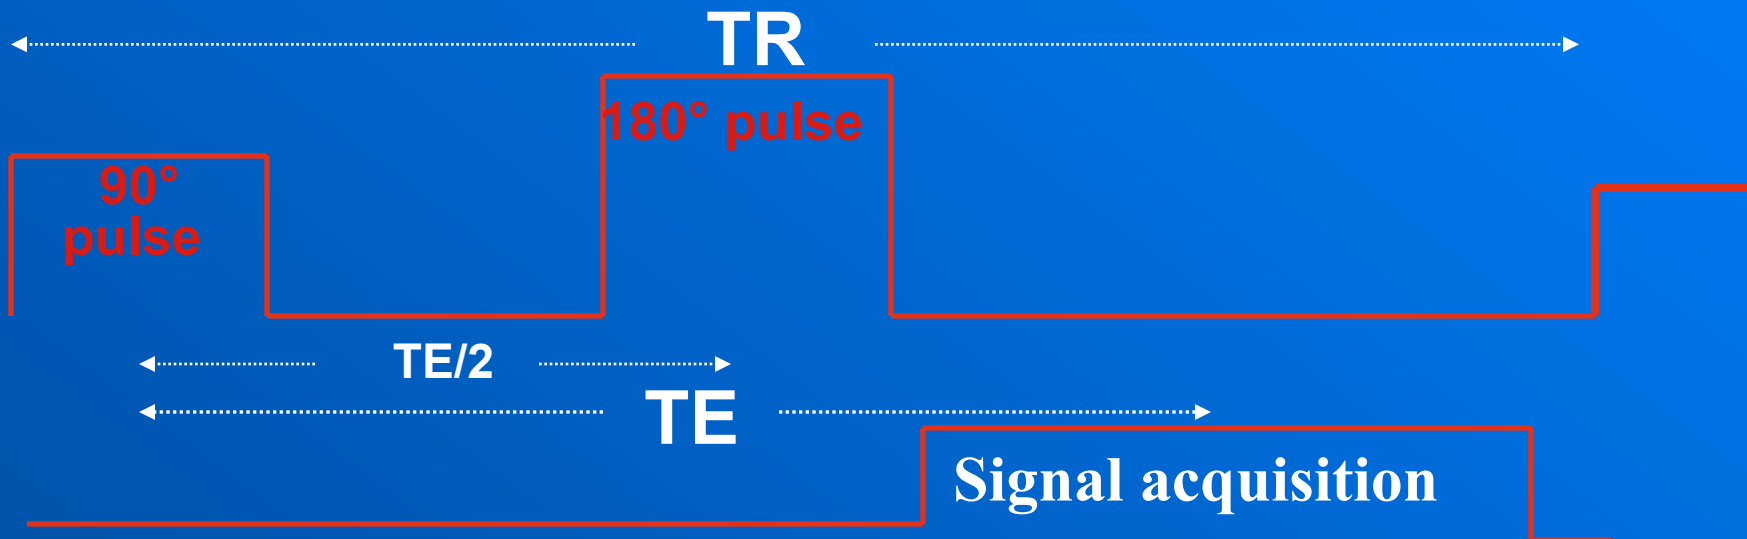 TR
180° pulse
90°
pulse
TE/2
TE
Signal acquisition